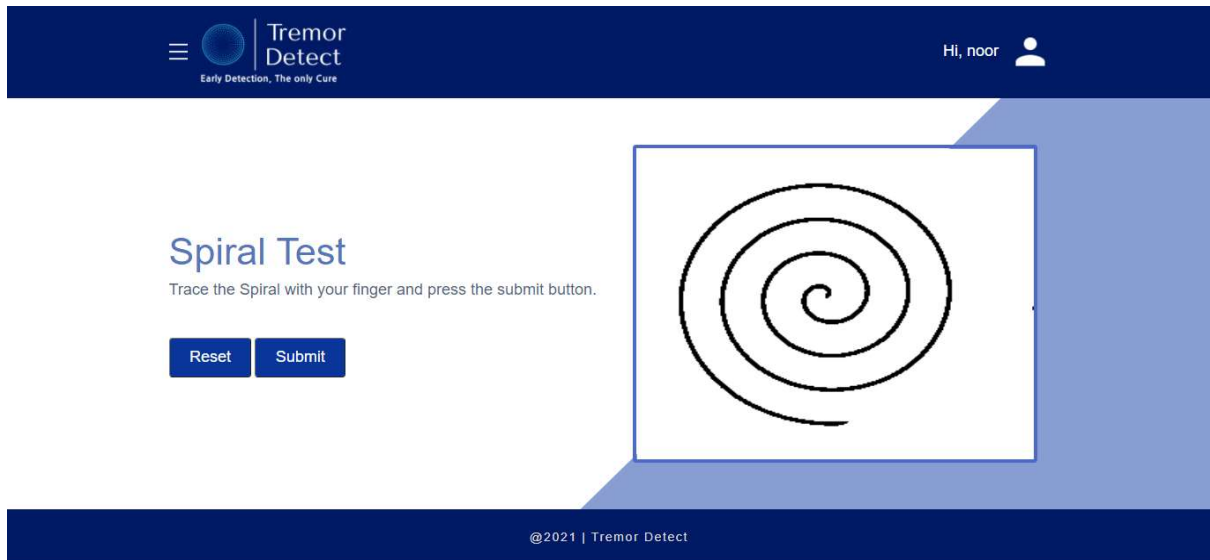 Tremor
Detect
Early Detection, The only Cure
Hi, noor
Spiral Test
Trace the Spiral with your finger and press the submit button.
Reset Submit
@2021 | Tremor Detect